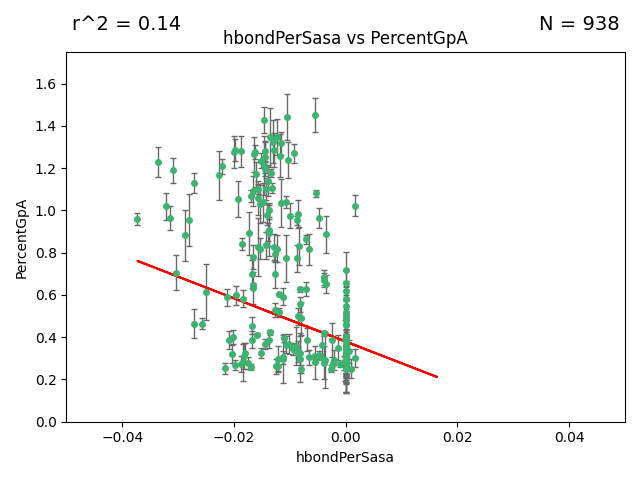 r^2 = 0.14
N = 938
hbondPerSasa vs PercentGpA
1.6
1.4
1.2
1.0
0.8
0.6
0.4
0.2
0.0
PercentGpA
−0.04 −0.02 0.00 0.02 0.04
hbondPerSasa